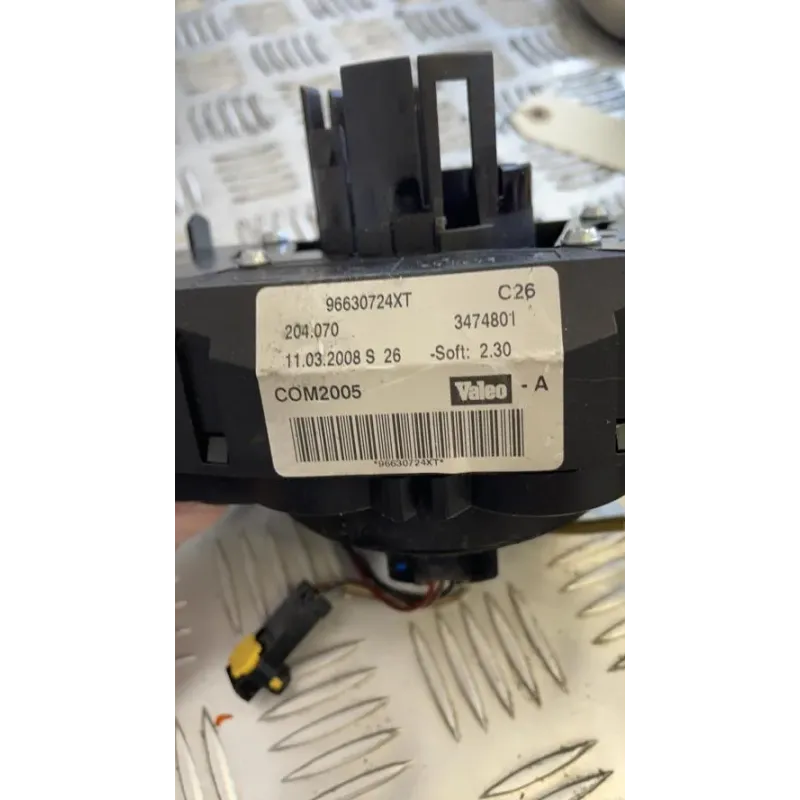 96630724XT C26
204.070 3474801
11.03.2008 S 26 -Soft: 2.30
COM2005 Valeo - A
*96630724XT*